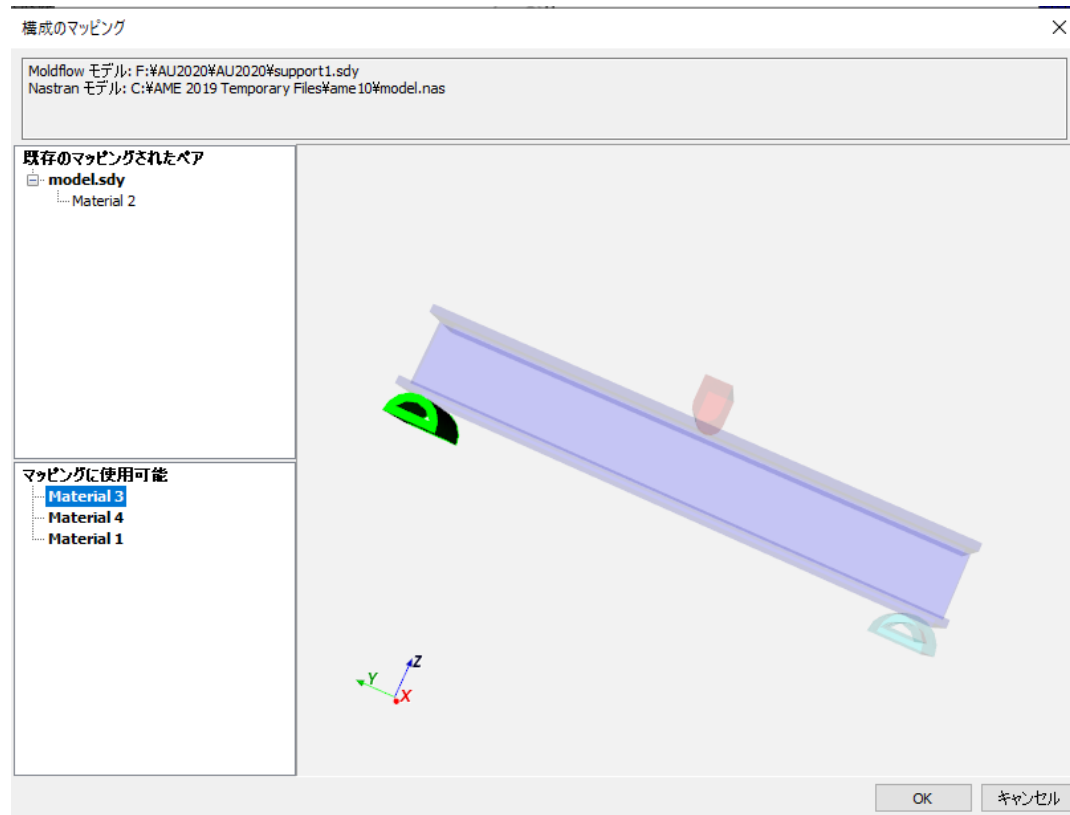 構成のマッピング
Moldflow モデル: F:¥AU2020¥AU2020¥support1.sdy
Nastran モデル: C:¥AME 2019 Temporary Files¥ame10¥model.nas
既存のマッピングされたペア
model.sdy
Material 2
マッピングに使用可能
Material 3
Material 4
Material 1
Z
Y
X
OK
キャンセル